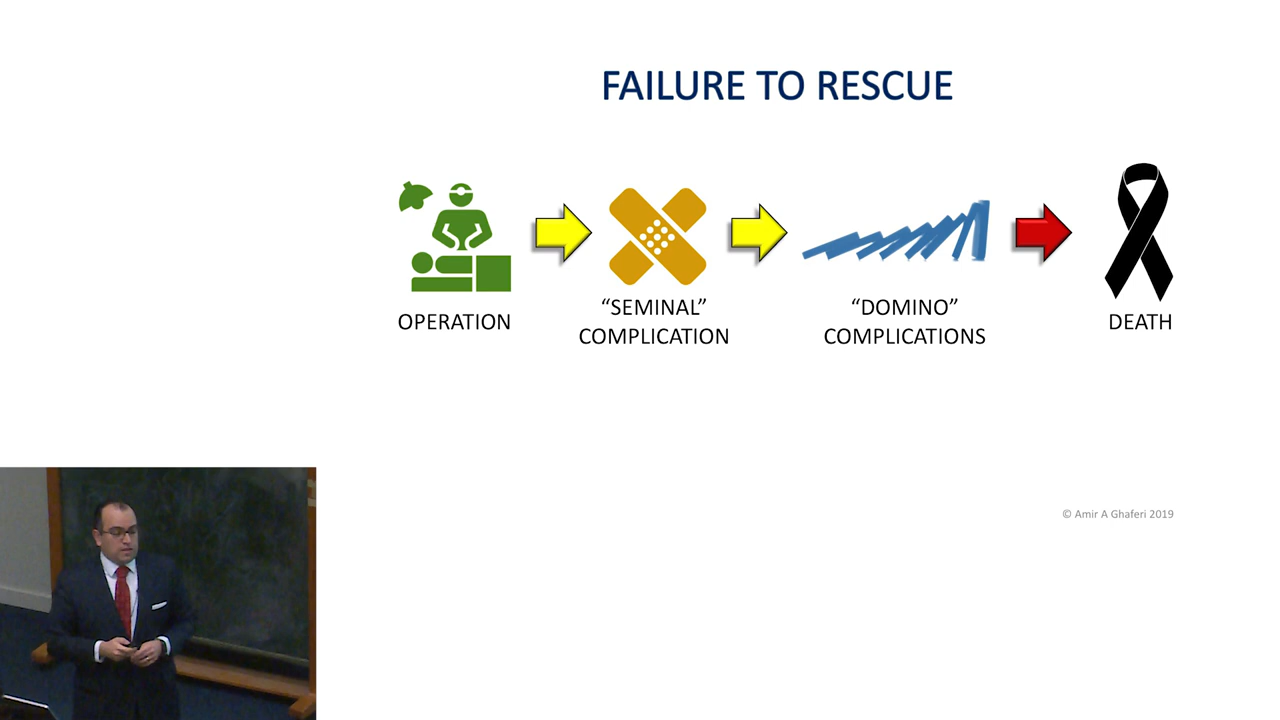 FAILURE TO RESCUE
OPERATION
“SEMINAL”
COMPLICATION
“DOMINO”
COMPLICATIONS
DEATH
© Amir A Ghaferi 2019